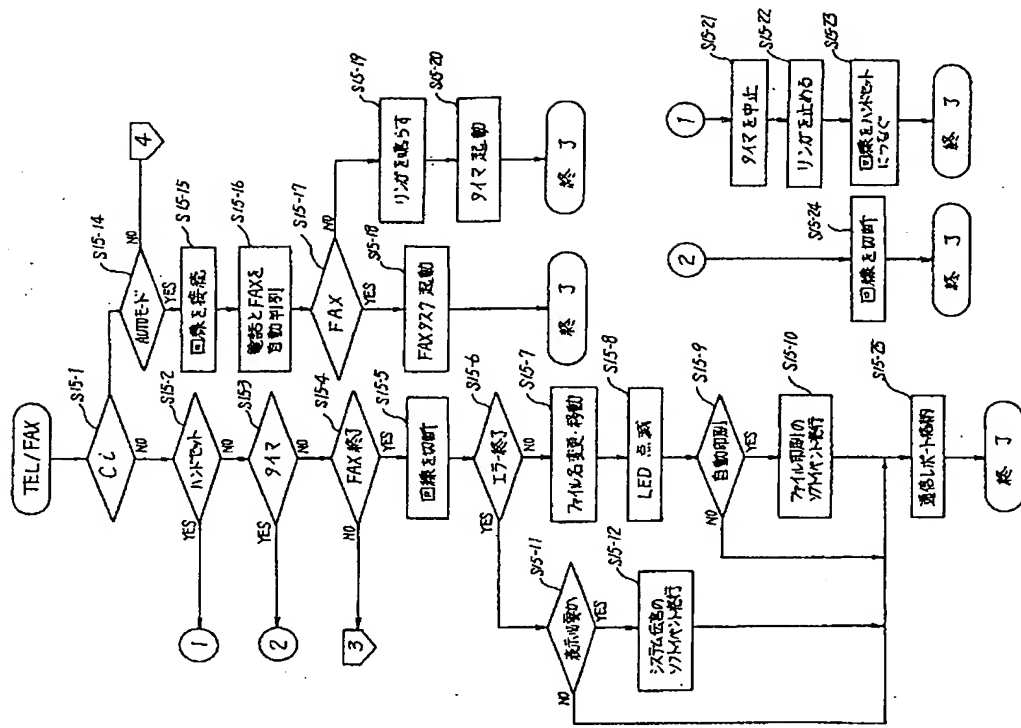 TEL/FAX
S15-1
Ci
NO
S15-2
ハンドセット
YES
NO
1
S15-3
タイマ
YES
NO
2
S15-4
FAX終了
NO
YES
3
S15-5
回線を切断
S15-6
エラー終了
YES
NO
S15-7
ファイル名変更・移動
S15-8
LED 点滅
S15-9
自動印刷
NO
YES
S15-10
ファイル印刷の
ソフトイベント発行
S15-11
表示必要か
NO
YES
S15-12
システム伝言の
ソフトイベント発行
S15-25
通信レポート格納
終 了
S15-14
AUTOモード
NO
4
YES
S15-15
回線を接続
S15-16
電話とFAXを
自動判別
S15-17
FAX
NO
YES
S15-18
FAXタスク起動
終 了
S15-19
リンガを鳴らす
S15-20
タイマ起動
終 了
1
S15-21
タイマを中止
S15-22
リンガを止める
S15-23
回線をハンドセット
につなぐ
終 了
2
S15-24
回線を切断
終 了